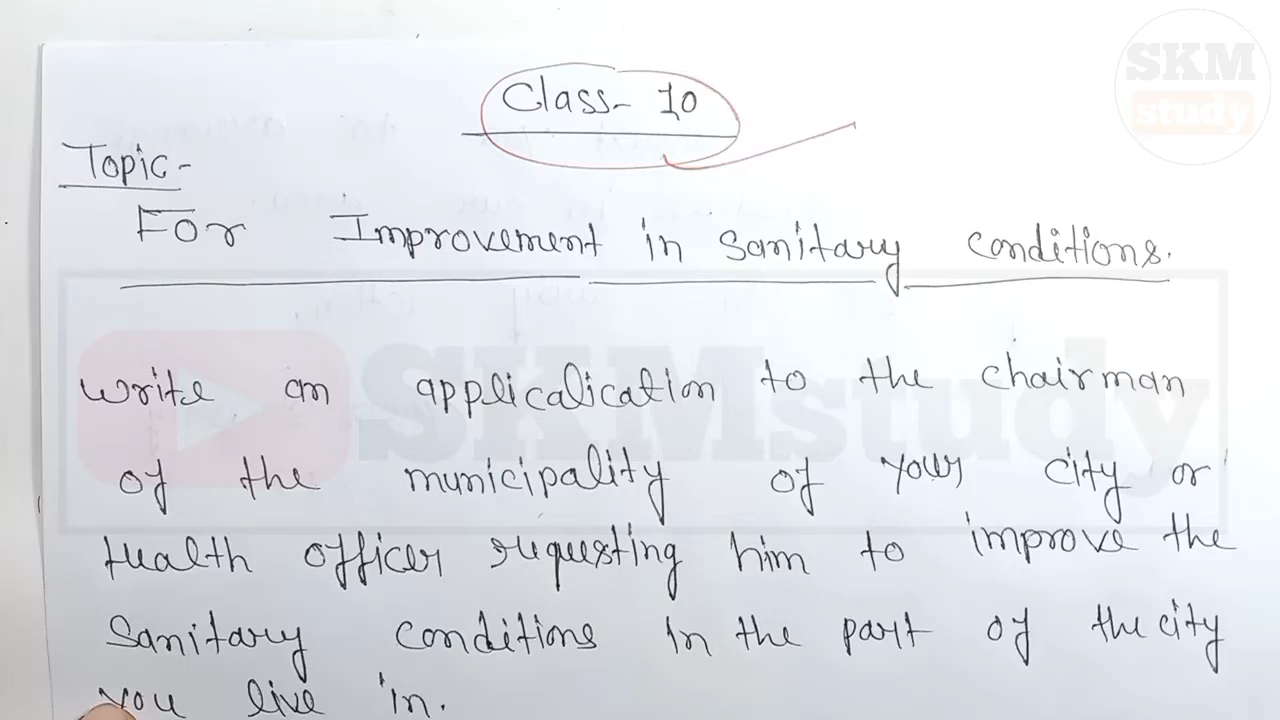 SKM
study
Class- 10
Topic-
For Improvement in Sanitary conditions.
SKMstudy
write an applicalication to the chairman
of the municipality of your city or
Health officer requesting him to improve the
Sanitary conditions in the part of the city
you live in.